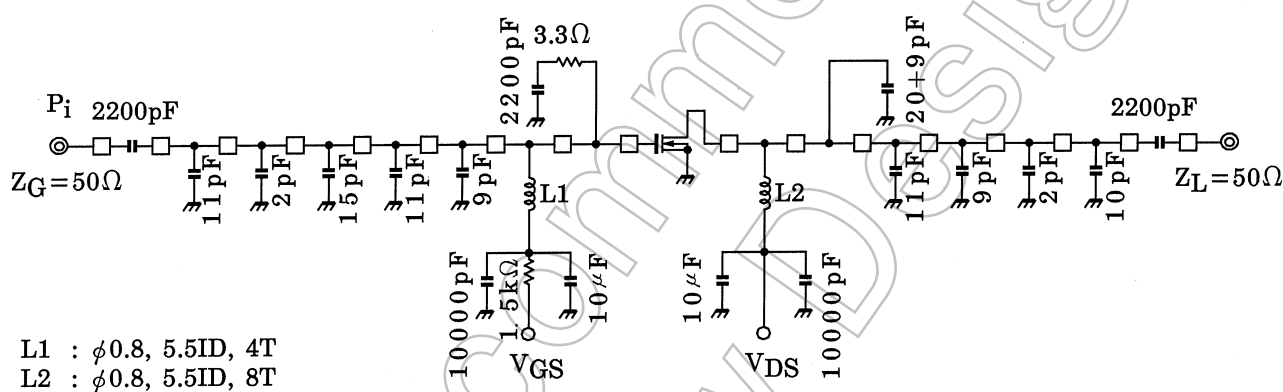 Pi
2200pF
ZG=50Ω
11pF
2pF
15pF
11pF
9pF
2200pF
3.3Ω
L1
10000pF
1.5kΩ
10μF
VGS
L2
10μF
10000pF
VDS
20+9pF
11pF
9pF
2pF
10pF
2200pF
ZL=50Ω
L1 : φ0.8, 5.5ID, 4T
L2 : φ0.8, 5.5ID, 8T